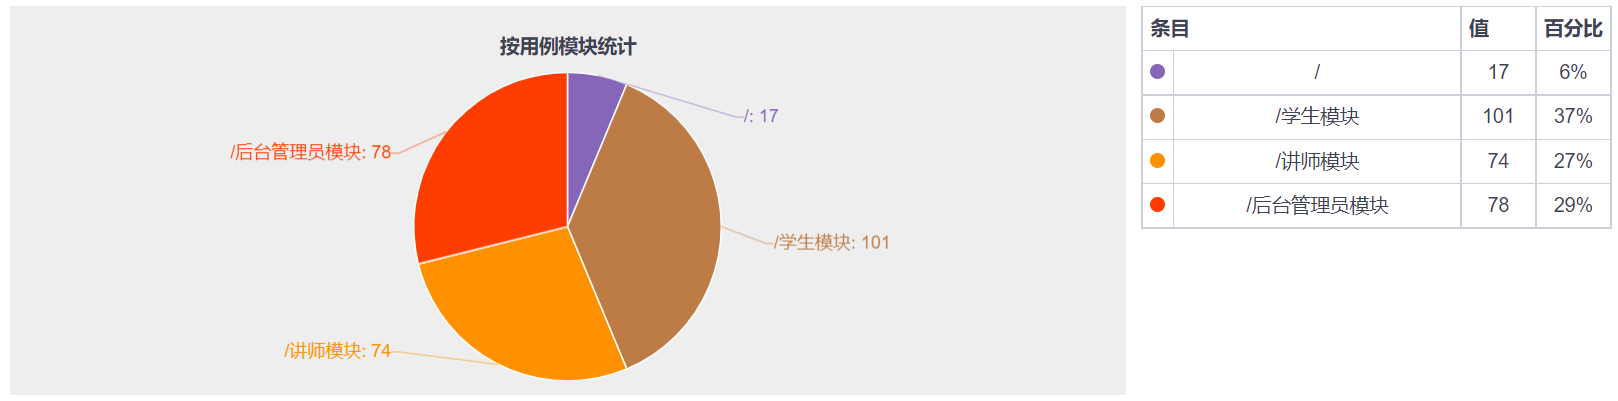 按用例模块统计
/: 17
/后台管理员模块: 78
/学生模块: 101
/讲师模块: 74
条目 值 百分比
/ 17 6%
/学生模块 101 37%
/讲师模块 74 27%
/后台管理员模块 78 29%